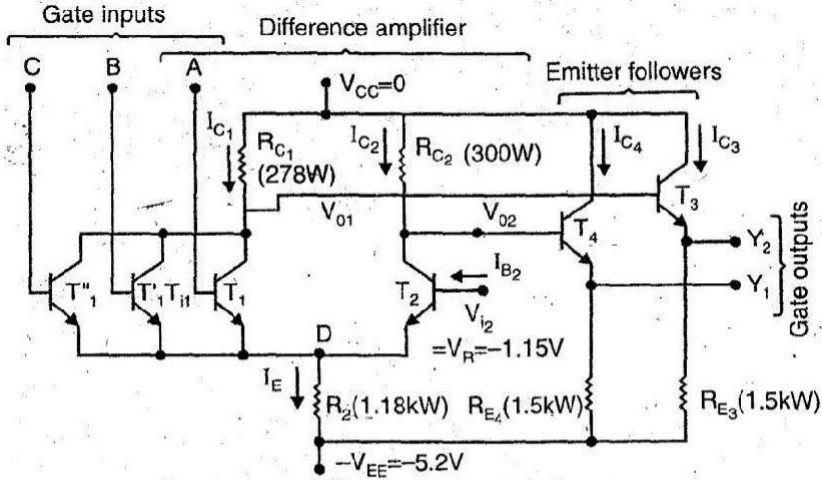 Gate inputs
Difference amplifier
C B A
Emitter followers
V_CC=0
I_C1 R_C1 (278W)
I_C2 R_C2 (300W)
I_C4 I_C3
V_01 V_02
T_3
T_4
Y_2
Y_1
Gate outputs
T"_1 T'_1 T_i1 T_1
T_2
I_B2
V_i2
=V_R=-1.15V
D
I_E
R_2(1.18kW) R_E4(1.5kW) R_E3(1.5kW)
-V_EE=-5.2V